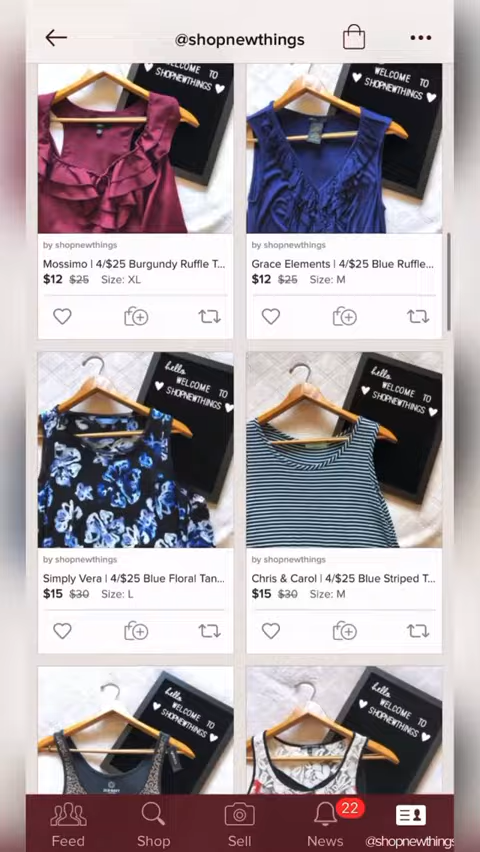 @shopnewthings
WELCOME TO
SHOPNEWTHINGS
WELCOME TO
SHOPNEWTHINGS
by shopnewthings
Mossimo | 4/$25 Burgundy Ruffle T...
$12 $25 Size: XL
by shopnewthings
Grace Elements | 4/$25 Blue Ruffle...
$12 $25 Size: M
hello
WELCOME TO
SHOPNEWTHINGS
hello
WELCOME TO
SHOPNEWTHINGS
by shopnewthings
Simply Vera | 4/$25 Blue Floral Tan...
$15 $30 Size: L
by shopnewthings
Chris & Carol | 4/$25 Blue Striped T...
$15 $30 Size: M
hello
WELCOME TO
SHOPNEWTHINGS
hello
WELCOME TO
SHOPNEWTHINGS
22
Feed
Shop
Sell
News
@shopnewthings